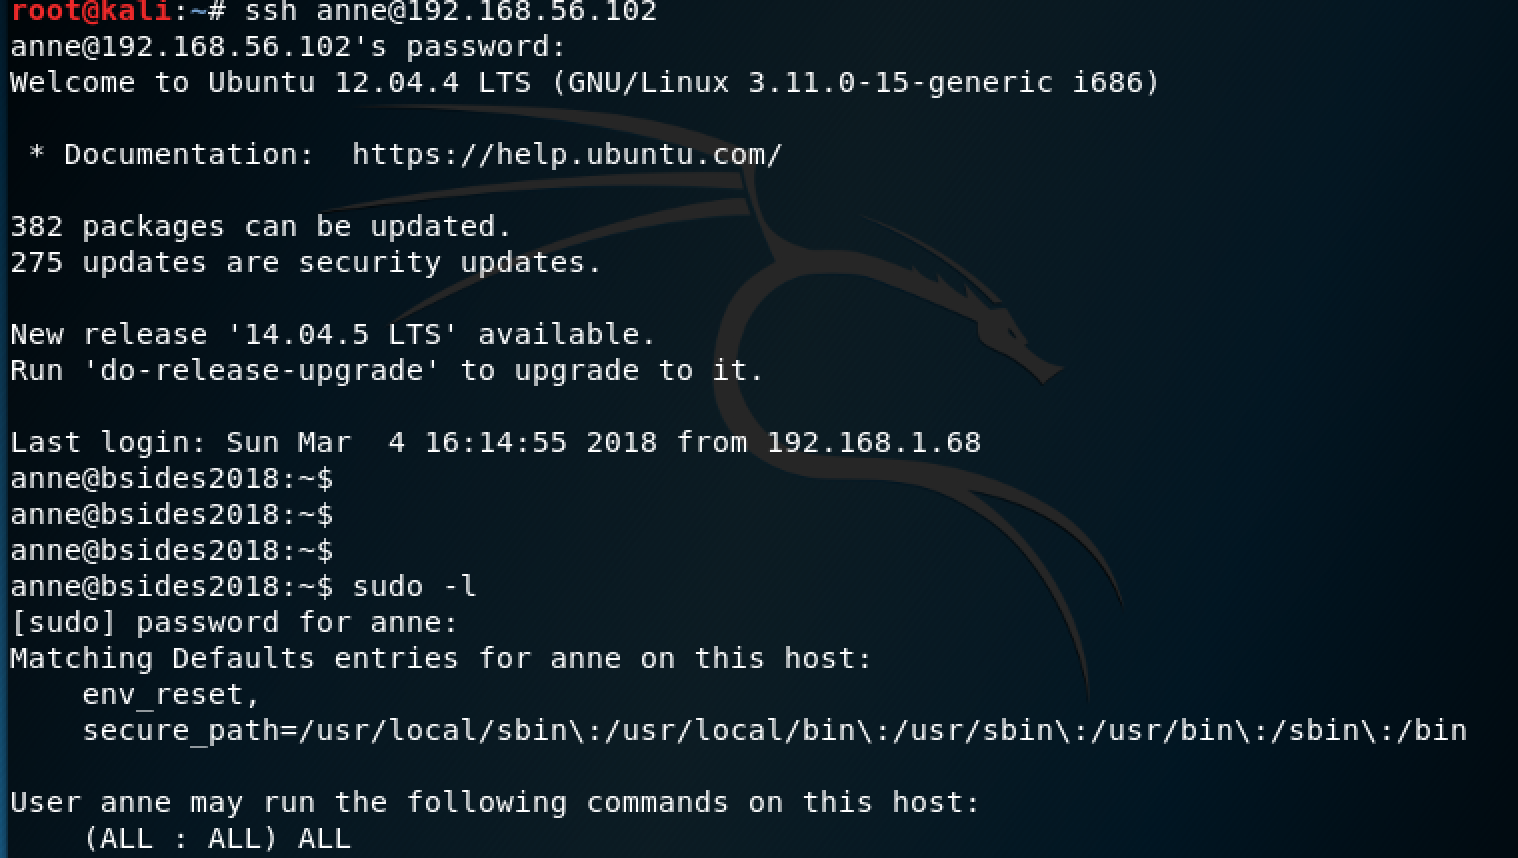 root@kali:~# ssh anne@192.168.56.102
anne@192.168.56.102's password:
Welcome to Ubuntu 12.04.4 LTS (GNU/Linux 3.11.0-15-generic i686)
 * Documentation:  https://help.ubuntu.com/
382 packages can be updated.
275 updates are security updates.
New release '14.04.5 LTS' available.
Run 'do-release-upgrade' to upgrade to it.
Last login: Sun Mar  4 16:14:55 2018 from 192.168.1.68
anne@bsides2018:~$
anne@bsides2018:~$
anne@bsides2018:~$
anne@bsides2018:~$ sudo -l
[sudo] password for anne:
Matching Defaults entries for anne on this host:
    env_reset,
    secure_path=/usr/local/sbin\:/usr/local/bin\:/usr/sbin\:/usr/bin\:/sbin\:/bin
User anne may run the following commands on this host:
    (ALL : ALL) ALL